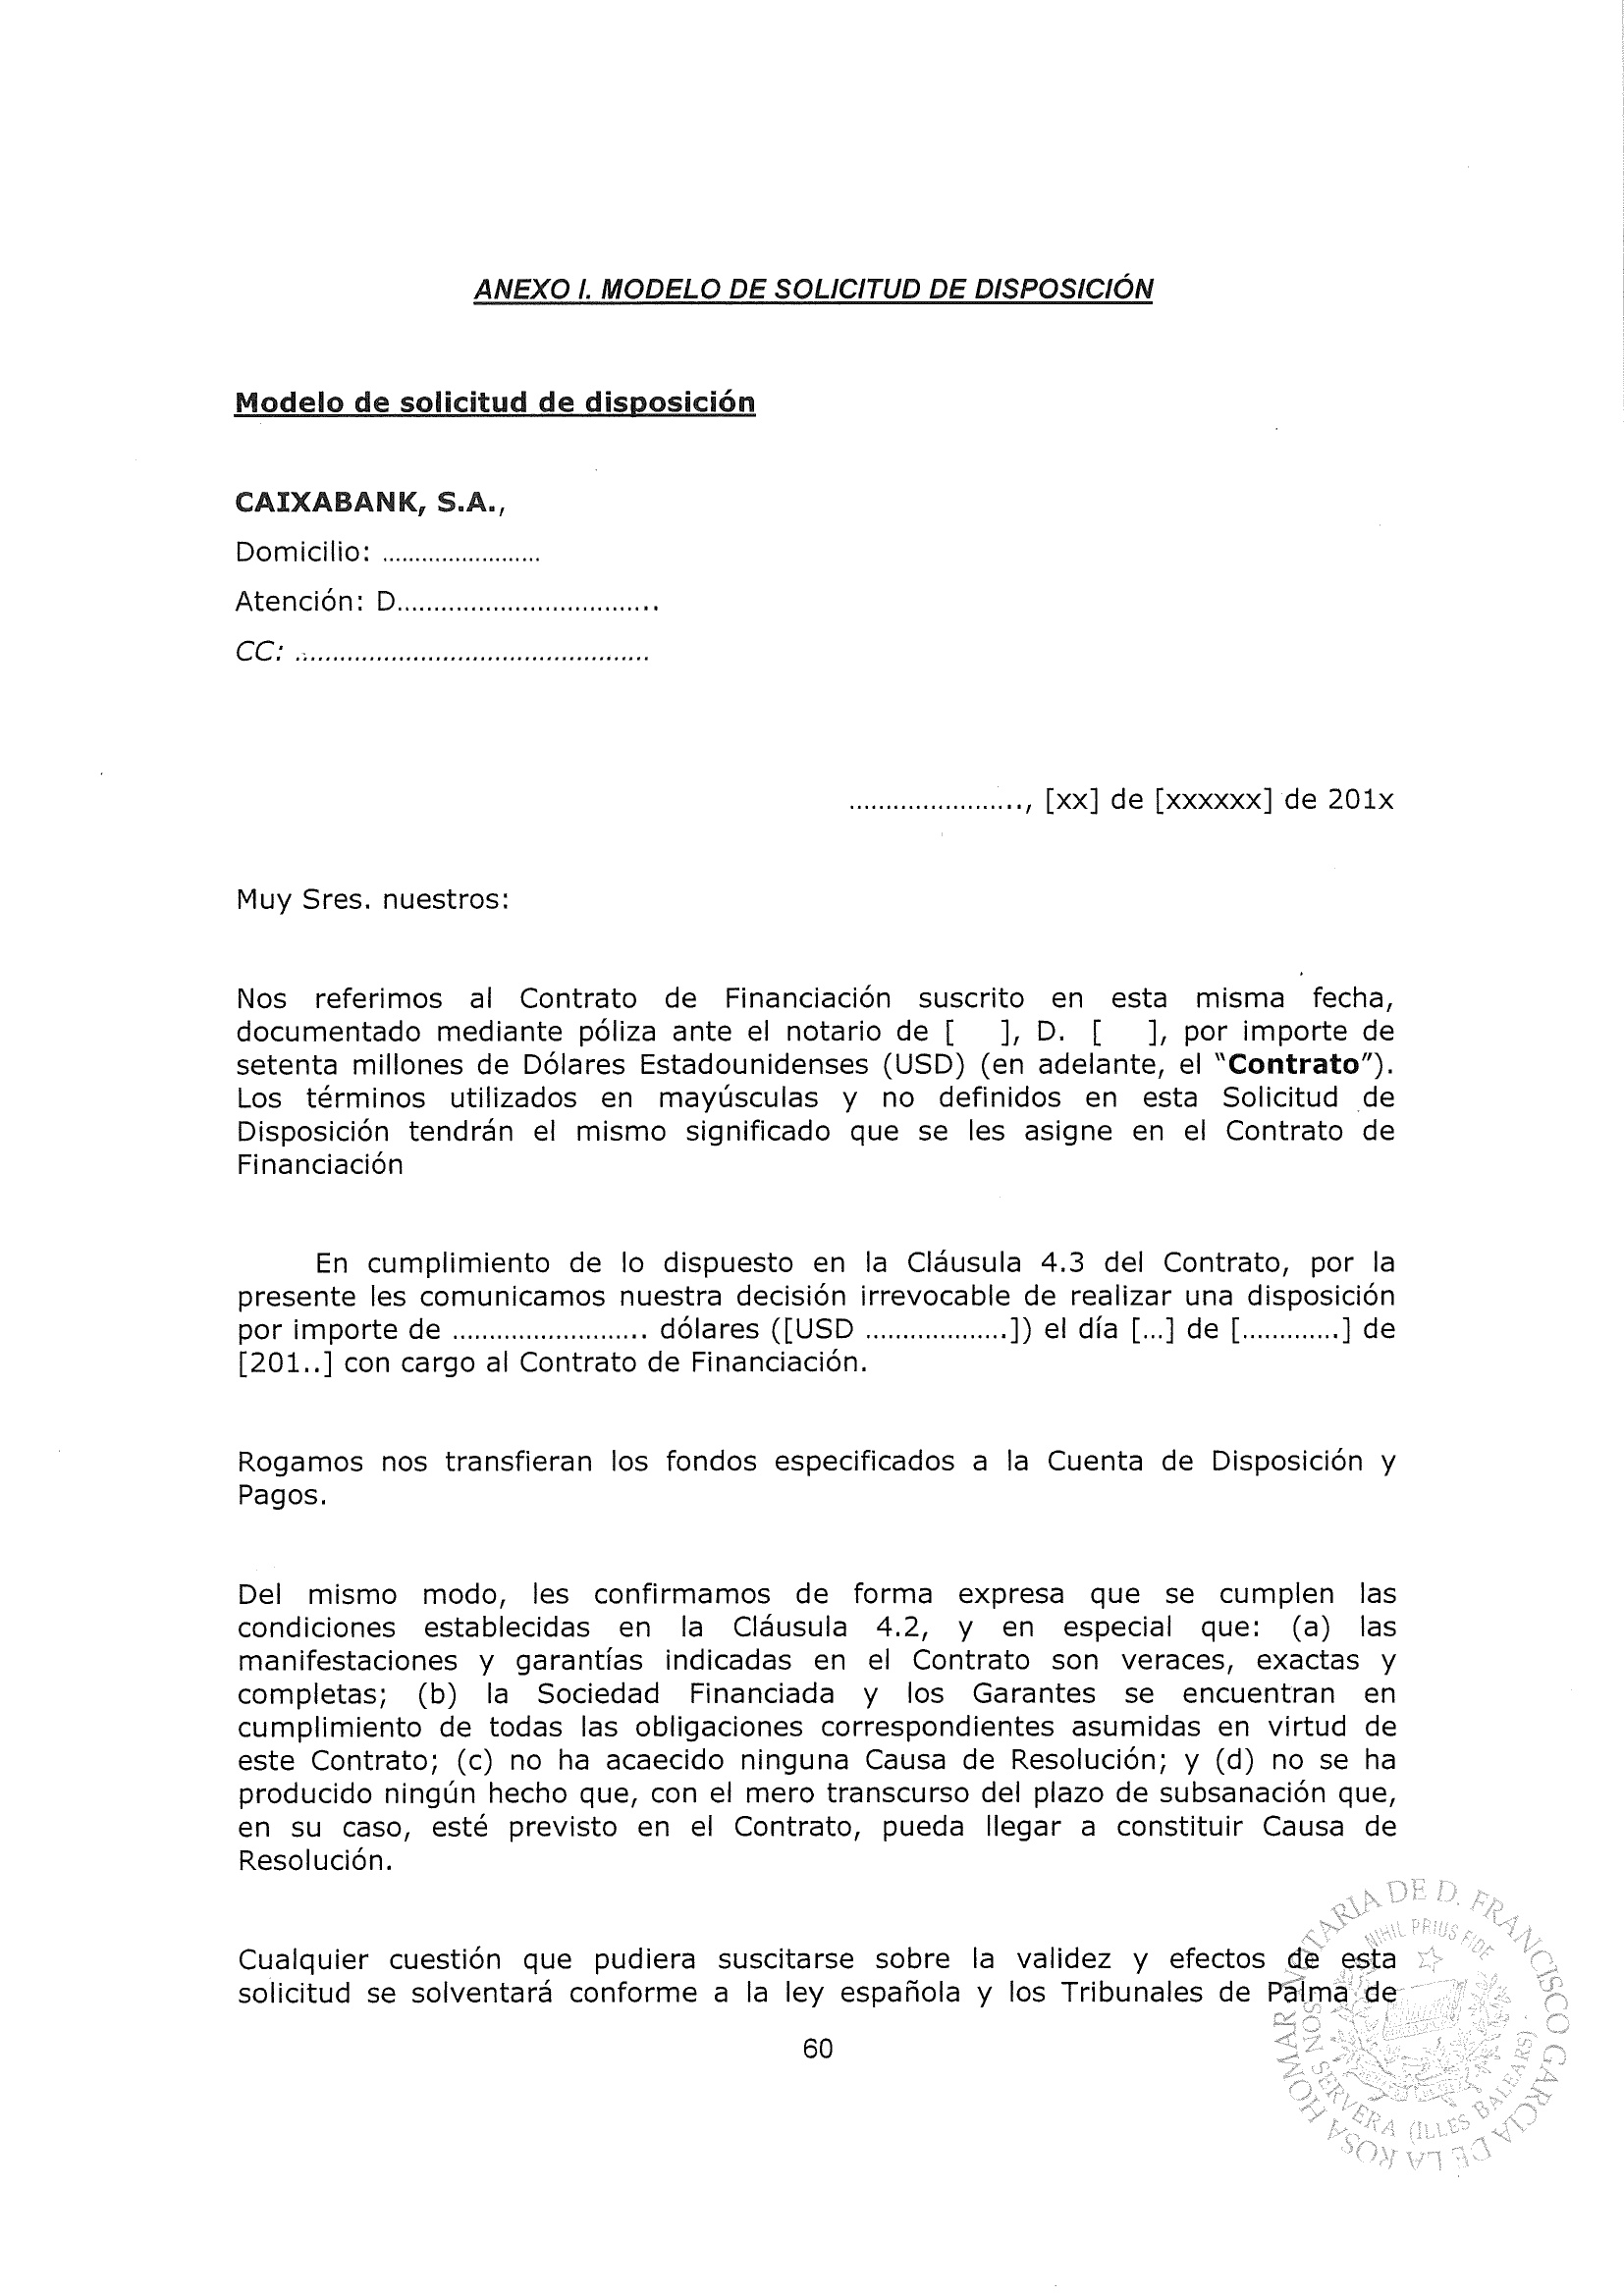 ANEXO I. MODELO DE SOLICITUD DE DISPOSICIÓN
Modelo de solicitud de disposición
CAIXABANK, S.A.,
Domicilio: ........................
Atención: D....................................
CC: ................................................
........................, [xx] de [xxxxxx] de 201x
Muy Sres. nuestros:
Nos referimos al Contrato de Financiación suscrito en esta misma fecha,
documentado mediante póliza ante el notario de [ ], D. [ ], por importe de
setenta millones de Dólares Estadounidenses (USD) (en adelante, el "Contrato").
Los términos utilizados en mayúsculas y no definidos en esta Solicitud de
Disposición tendrán el mismo significado que se les asigne en el Contrato de
Financiación
En cumplimiento de lo dispuesto en la Cláusula 4.3 del Contrato, por la
presente les comunicamos nuestra decisión irrevocable de realizar una disposición
por importe de ........................... dólares ([USD ...................]) el día [...] de [.............] de
[201..] con cargo al Contrato de Financiación.
Rogamos nos transfieran los fondos especificados a la Cuenta de Disposición y
Pagos.
Del mismo modo, les confirmamos de forma expresa que se cumplen las
condiciones establecidas en la Cláusula 4.2, y en especial que: (a) las
manifestaciones y garantías indicadas en el Contrato son veraces, exactas y
completas; (b) la Sociedad Financiada y los Garantes se encuentran en
cumplimiento de todas las obligaciones correspondientes asumidas en virtud de
este Contrato; (c) no ha acaecido ninguna Causa de Resolución; y (d) no se ha
producido ningún hecho que, con el mero transcurso del plazo de subsanación que,
en su caso, esté previsto en el Contrato, pueda llegar a constituir Causa de
Resolución.
Cualquier cuestión que pudiera suscitarse sobre la validez y efectos de esta
solicitud se solventará conforme a la ley española y los Tribunales de Palma de
60
NOTARIA DE D. FRANCISCO GARCIA DE LA ROSA HOMAR
NIHIL PRIUS FIDE
SON SERVERA (ILLES BALEARS)